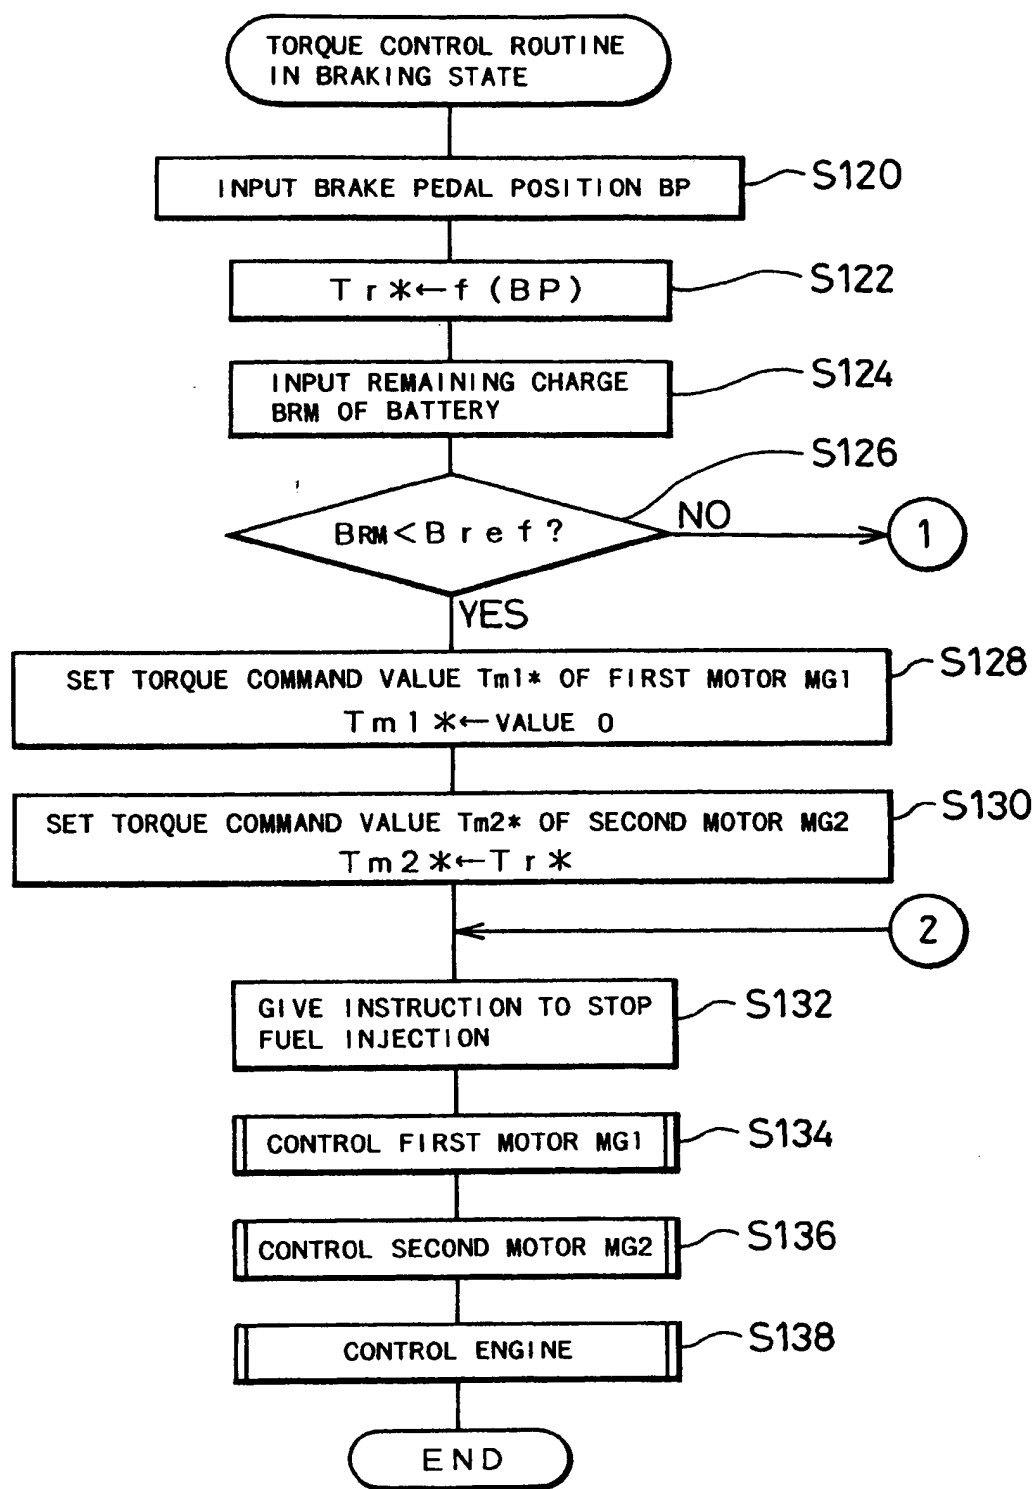 TORQUE CONTROL ROUTINE
IN BRAKING STATE
INPUT BRAKE PEDAL POSITION BP
S120
Tr*←f(BP)
S122
INPUT REMAINING CHARGE
BRM OF BATTERY
S124
S126
BRM<Bref?
NO
1
YES
SET TORQUE COMMAND VALUE Tm1* OF FIRST MOTOR MG1
Tm1*←VALUE 0
S128
SET TORQUE COMMAND VALUE Tm2* OF SECOND MOTOR MG2
Tm2*←Tr*
S130
2
GIVE INSTRUCTION TO STOP
FUEL INJECTION
S132
CONTROL FIRST MOTOR MG1
S134
CONTROL SECOND MOTOR MG2
S136
CONTROL ENGINE
S138
END